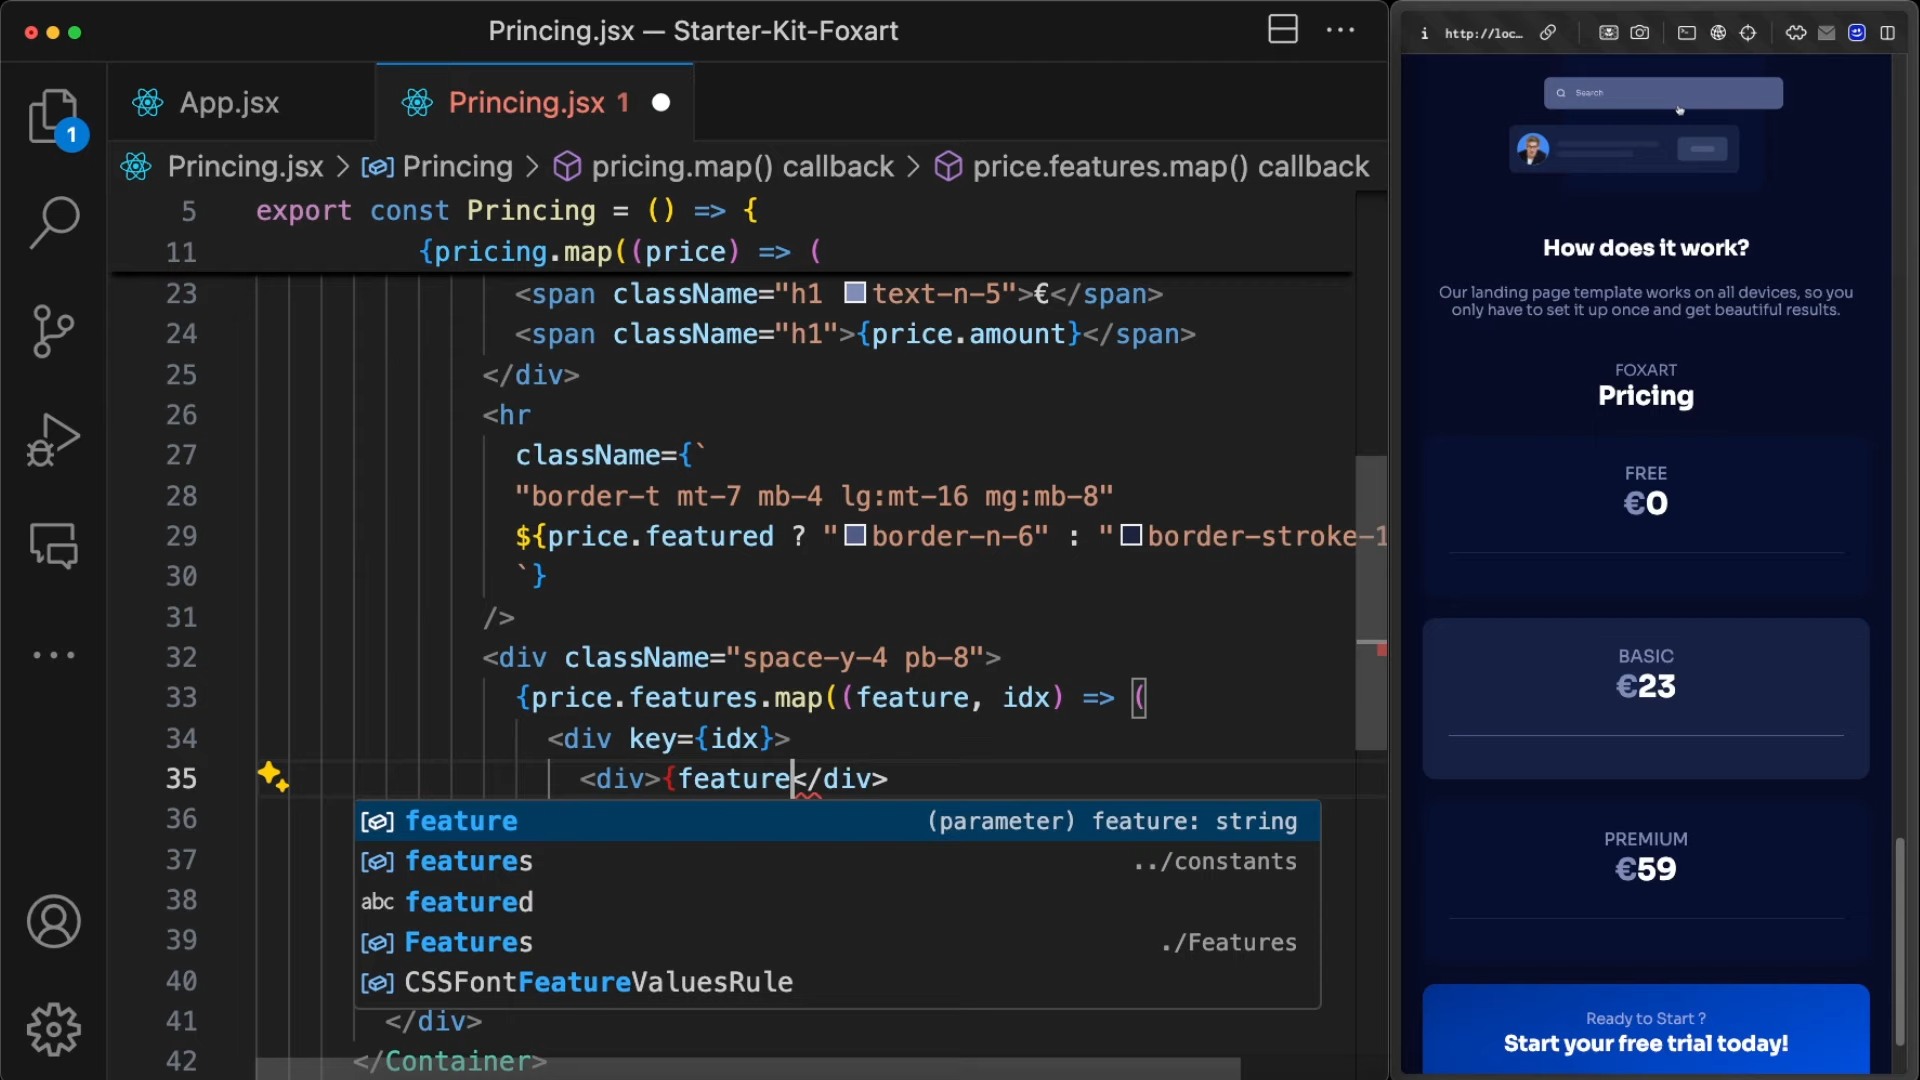 Princing.jsx — Starter-Kit-Foxart
App.jsx
Princing.jsx 1
1
Princing.jsx > Princing > pricing.map() callback > price.features.map() callback
5 export const Princing = () => {
11 {pricing.map((price) => (
23 <span className="h1 text-n-5">€</span>
24 <span className="h1">{price.amount}</span>
25 </div>
26 <hr
27 className={`
28 "border-t mt-7 mb-4 lg:mt-16 mg:mb-8"
29 ${price.featured ? "border-n-6" : "border-stroke-1
30 `}
31 />
32 <div className="space-y-4 pb-8">
33 {price.features.map((feature, idx) => (
34 <div key={idx}>
35 <div>{feature</div>
36
37
38
39
40
41 </div>
42 </Container>
feature (parameter) feature: string
features ../constants
abc featured
Features ./Features
CSSFontFeatureValuesRule
http://loc…
Search
How does it work?
Our landing page template works on all devices, so you
only have to set it up once and get beautiful results.
FOXART
Pricing
FREE
€0
BASIC
€23
PREMIUM
€59
Ready to Start ?
Start your free trial today!